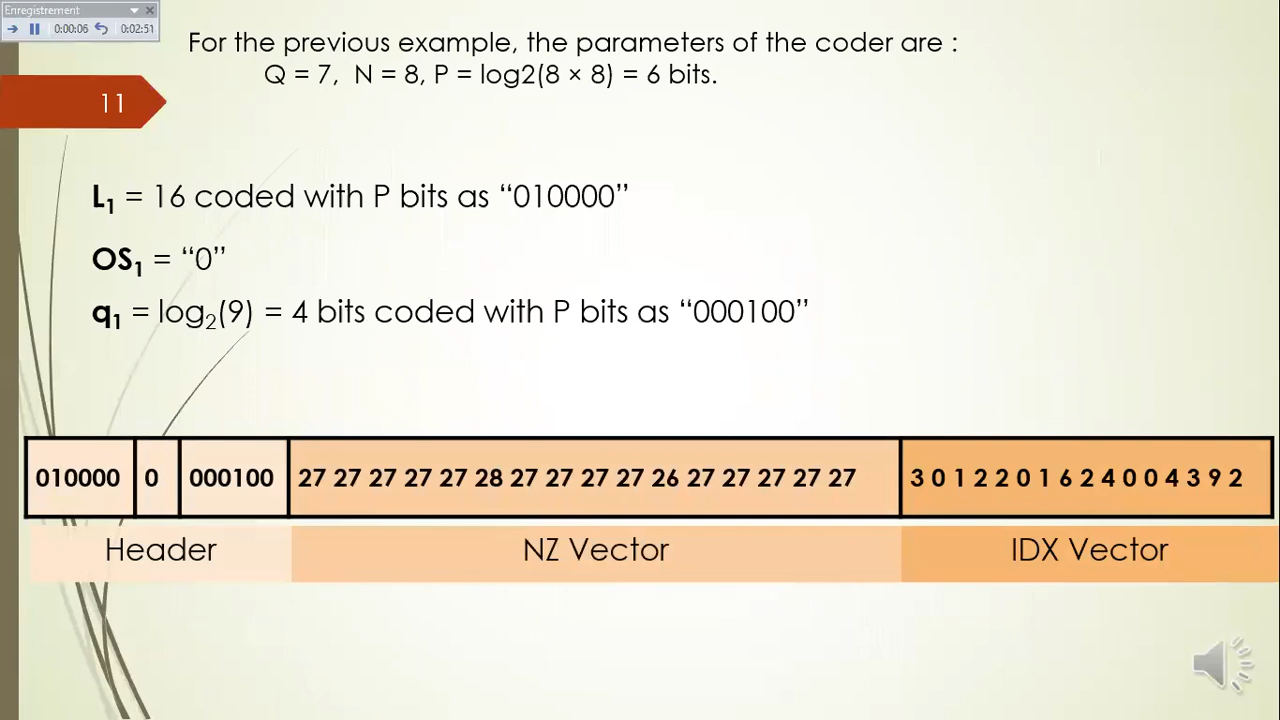 Enregistrement
0:00:06 0:02:51
For the previous example, the parameters of the coder are :
Q = 7, N = 8, P = log2(8 × 8) = 6 bits.
11
L1 = 16 coded with P bits as “010000”
OS1 = “0”
q1 = log2(9) = 4 bits coded with P bits as “000100”
010000 0 000100 27 27 27 27 27 28 27 27 27 27 26 27 27 27 27 27 3 0 1 2 2 0 1 6 2 4 0 0 4 3 9 2
Header NZ Vector IDX Vector